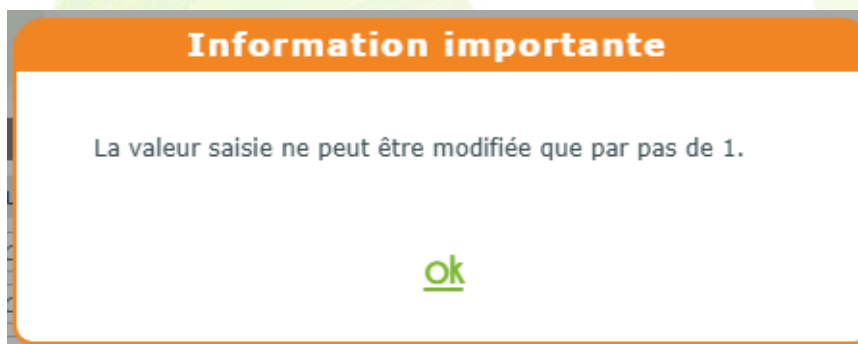 Information importante
La valeur saisie ne peut être modifiée que par pas de 1.
ok